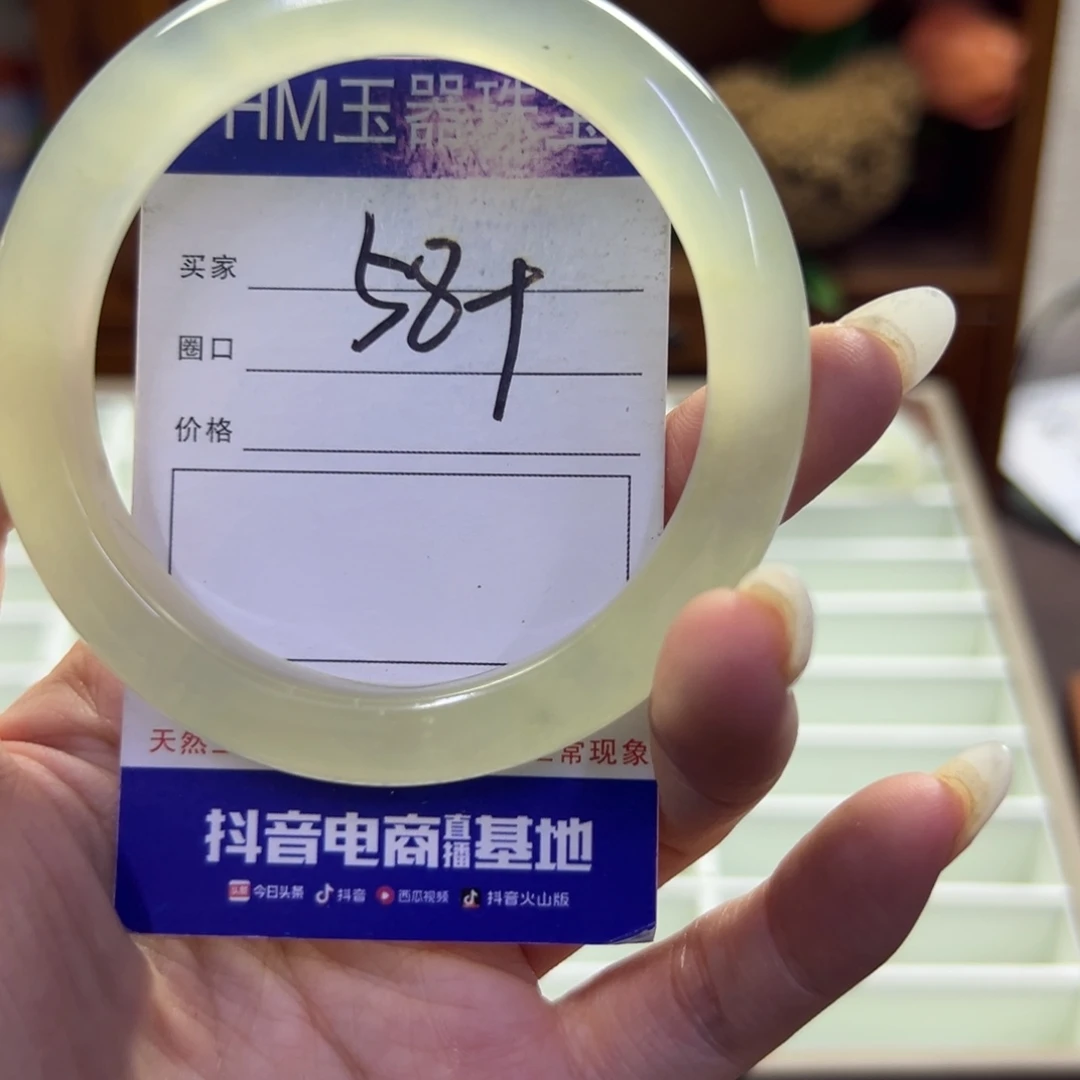 HM玉器珠宝
买家
58+
圈口
价格
天然
常现象
抖音电商直播基地
今日头条 抖音 西瓜视频 抖音火山版